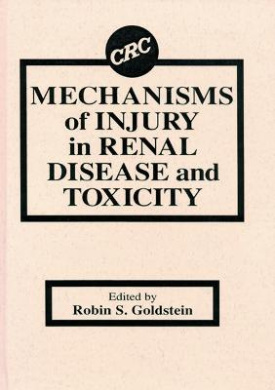 CRC
MECHANISMS
of INJURY
in RENAL
DISEASE and
TOXICITY
Edited by
Robin S. Goldstein